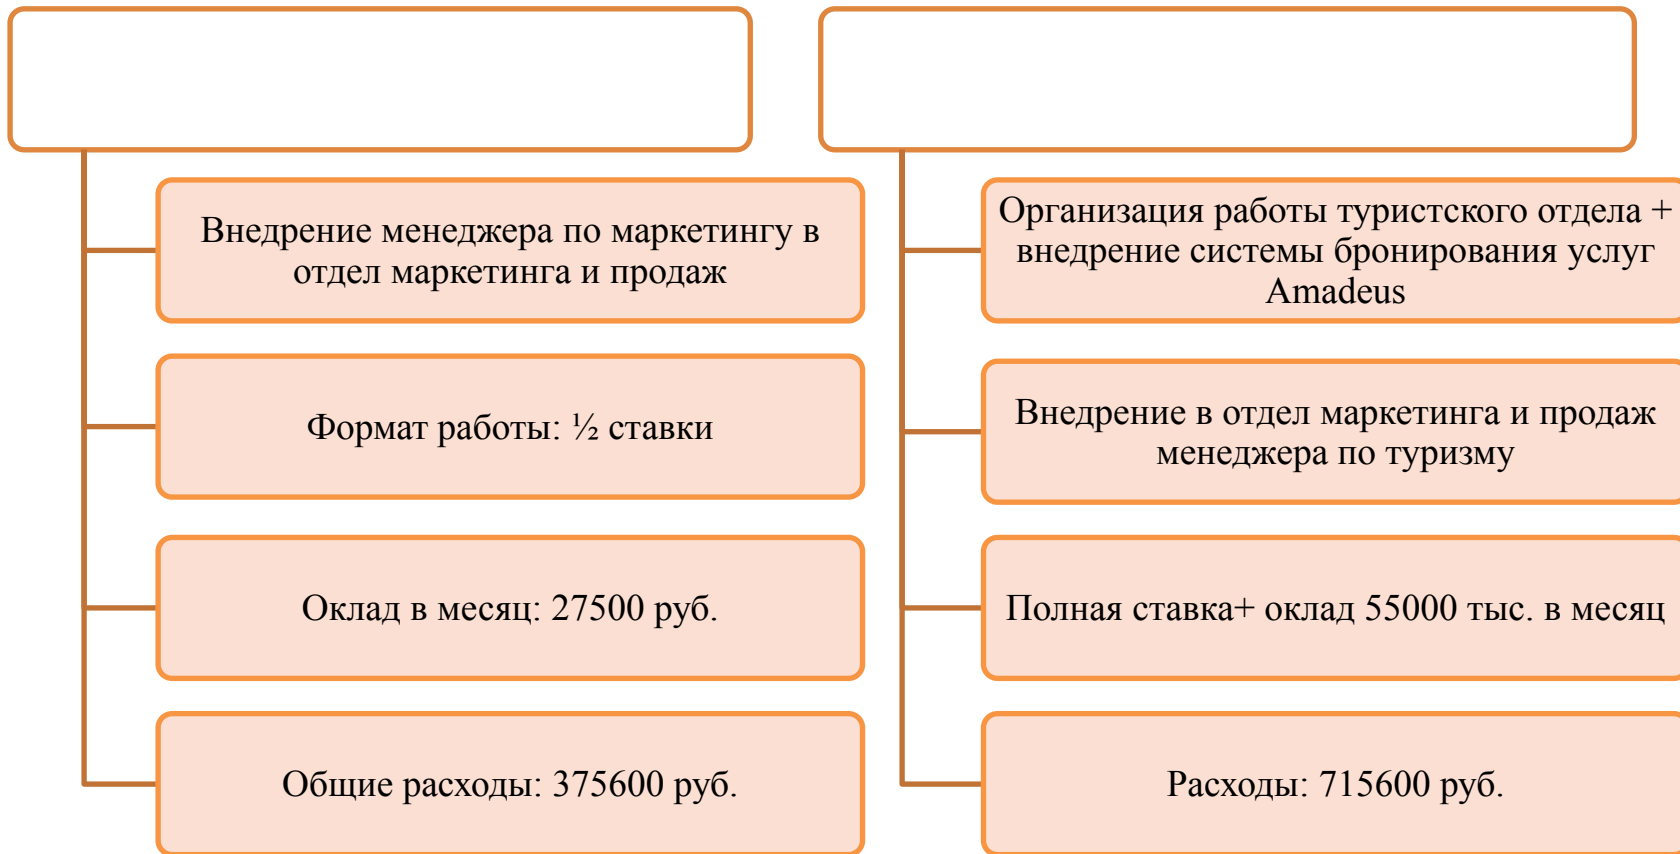 Внедрение менеджера по маркетингу в
отдел маркетинга и продаж
Формат работы: ½ ставки
Оклад в месяц: 27500 руб.
Общие расходы: 375600 руб.
Организация работы туристского отдела +
внедрение системы бронирования услуг
Amadeus
Внедрение в отдел маркетинга и продаж
менеджера по туризму
Полная ставка+ оклад 55000 тыс. в месяц
Расходы: 715600 руб.